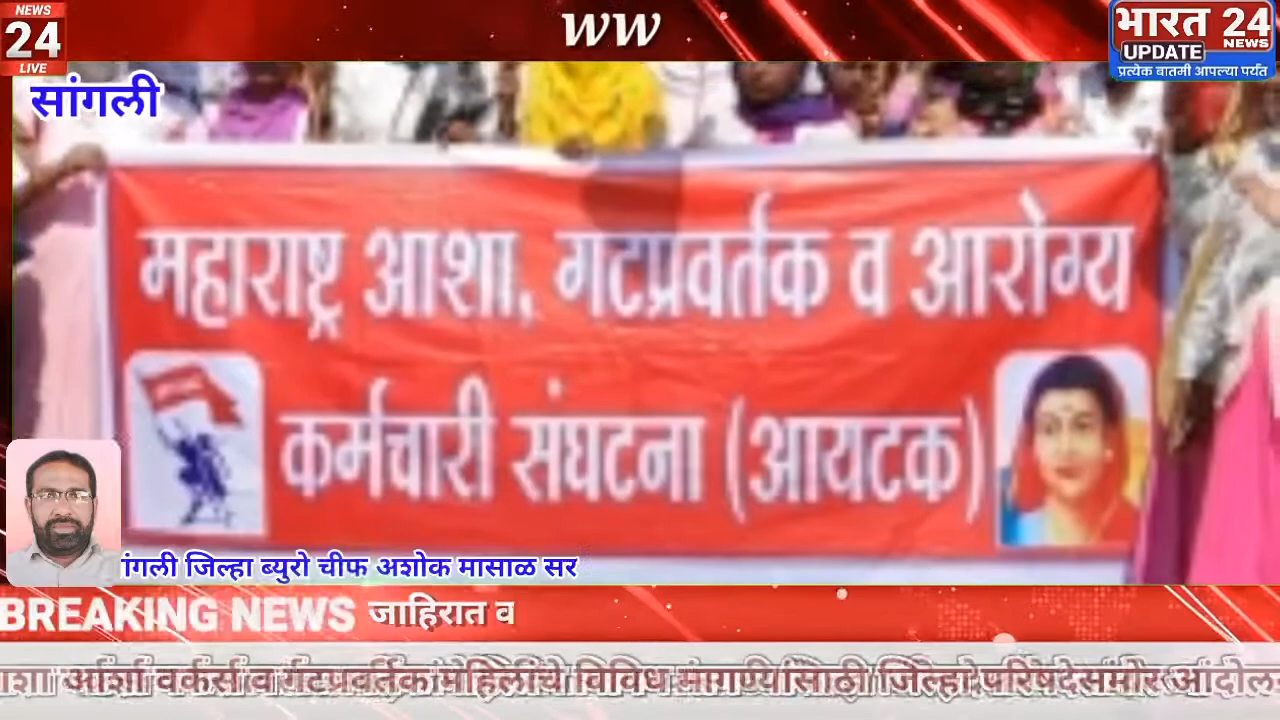 NEWS
24
LIVE
ww
भारत 24
UPDATE NEWS
प्रत्येक बातमी आपल्या पर्यंत
सांगली
महाराष्ट्र आशा, गटप्रवर्तक व आरोग्य
कर्मचारी संघटना (आयटक)
ांगली जिल्हा ब्युरो चीफ अशोक मासाळ सर
BREAKING NEWS जाहिरात व
आशा वर्कर्स व गटप्रवर्तक महिलांचे विविध मागण्यांसाठी जिल्हा परिषदेसमोर आंदोल